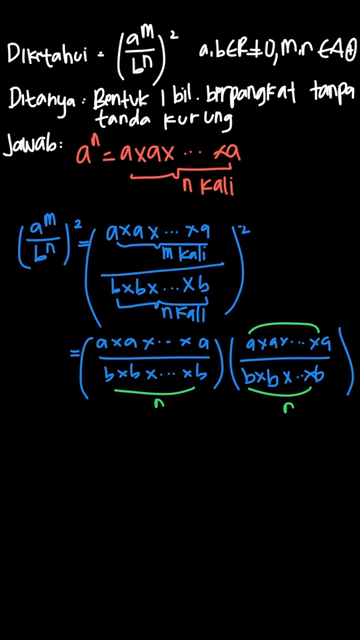 Diketahui = (a^m/b^n)^2 a,b ∈ R ≠ 0, m,n ∈ A⊕
Ditanya: Bentuk 1 bil. berpangkat tanpa
tanda kurung
Jawab: a^n = a×a× ... ×a
n kali
(a^m/b^n)^2 = (a×a× ... ×a / b×b× ... ×b)^2
m kali
n kali
= (a×a× ... ×a / b×b× ... ×b) (a×a× ... ×a / b×b× ... ×b)
n n